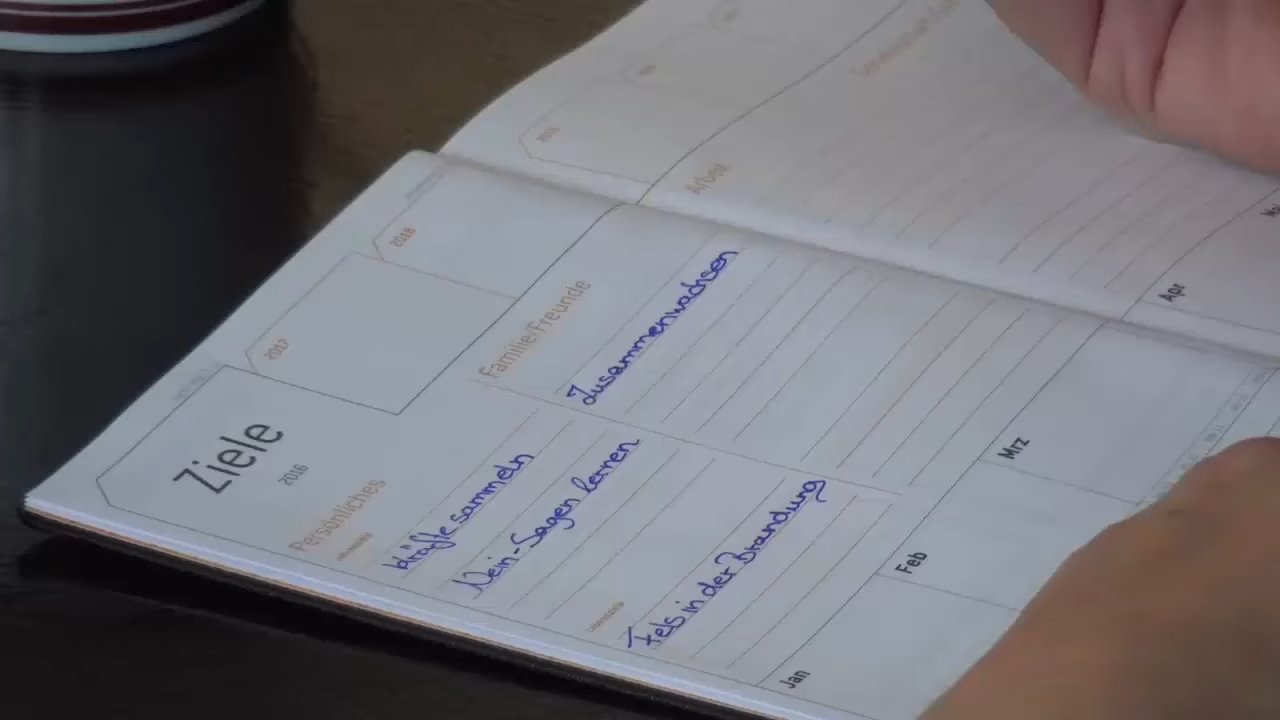 Ziele
2016
2017
2018
Persönliches
Kräfte sammeln
Nein-Sagen lernen
Fels in der Brandung
Familie/Freunde
Zusammenwachsen
Arbeit
Jan
Feb
Mrz
Apr